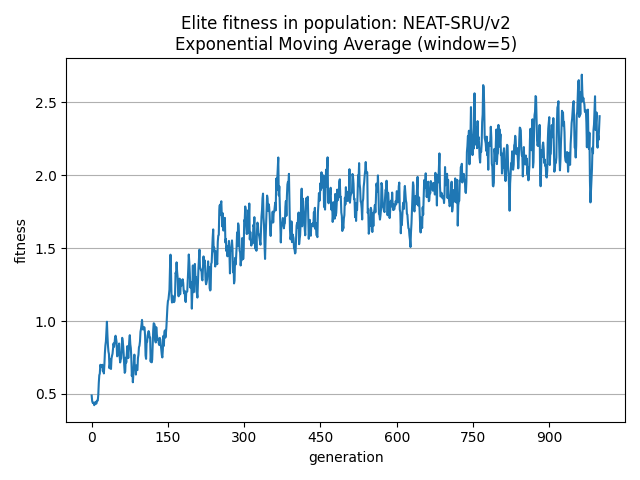 Elite fitness in population: NEAT-SRU/v2
Exponential Moving Average (window=5)
fitness
2.5
2.0
1.5
1.0
0.5
0 150 300 450 600 750 900
generation